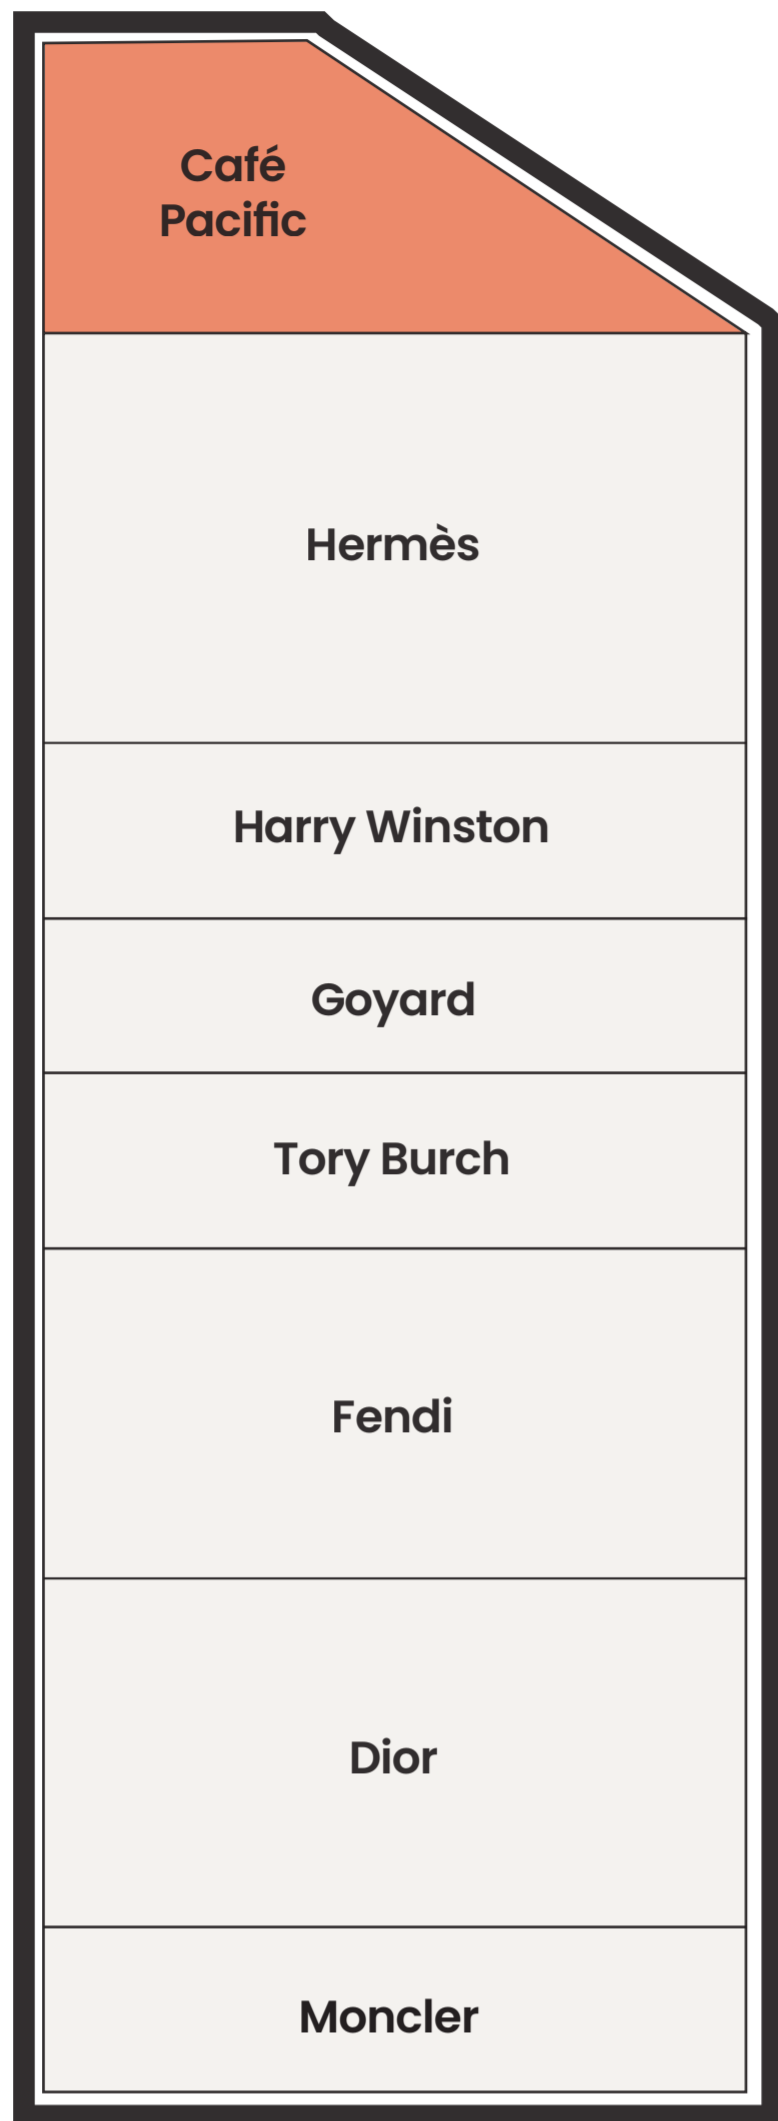 Café
Pacific
Hermès
Harry Winston
Goyard
Tory Burch
Fendi
Dior
Moncler